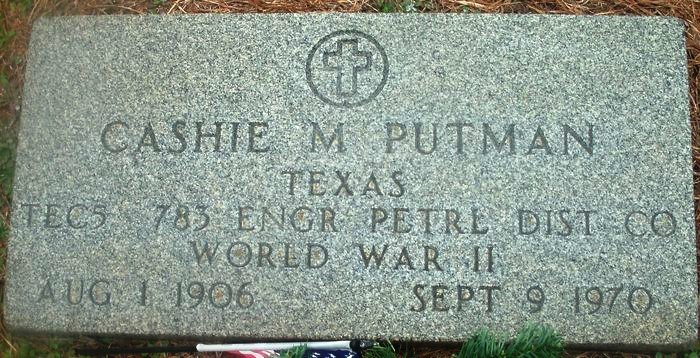 CASHIE M PUTMAN
TEXAS
TEC5 783 ENGR PETRL DIST CO
WORLD WAR II
AUG 1 1906 SEPT 9 1970